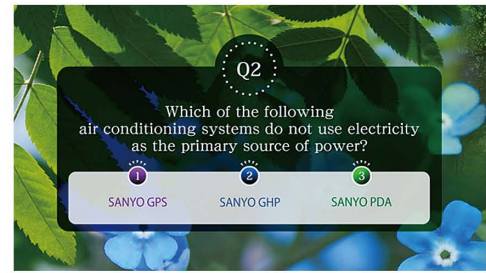 Q2
Which of the following
air conditioning systems do not use electricity
as the primary source of power?
1
SANYO GPS
2
SANYO GHP
3
SANYO PDA